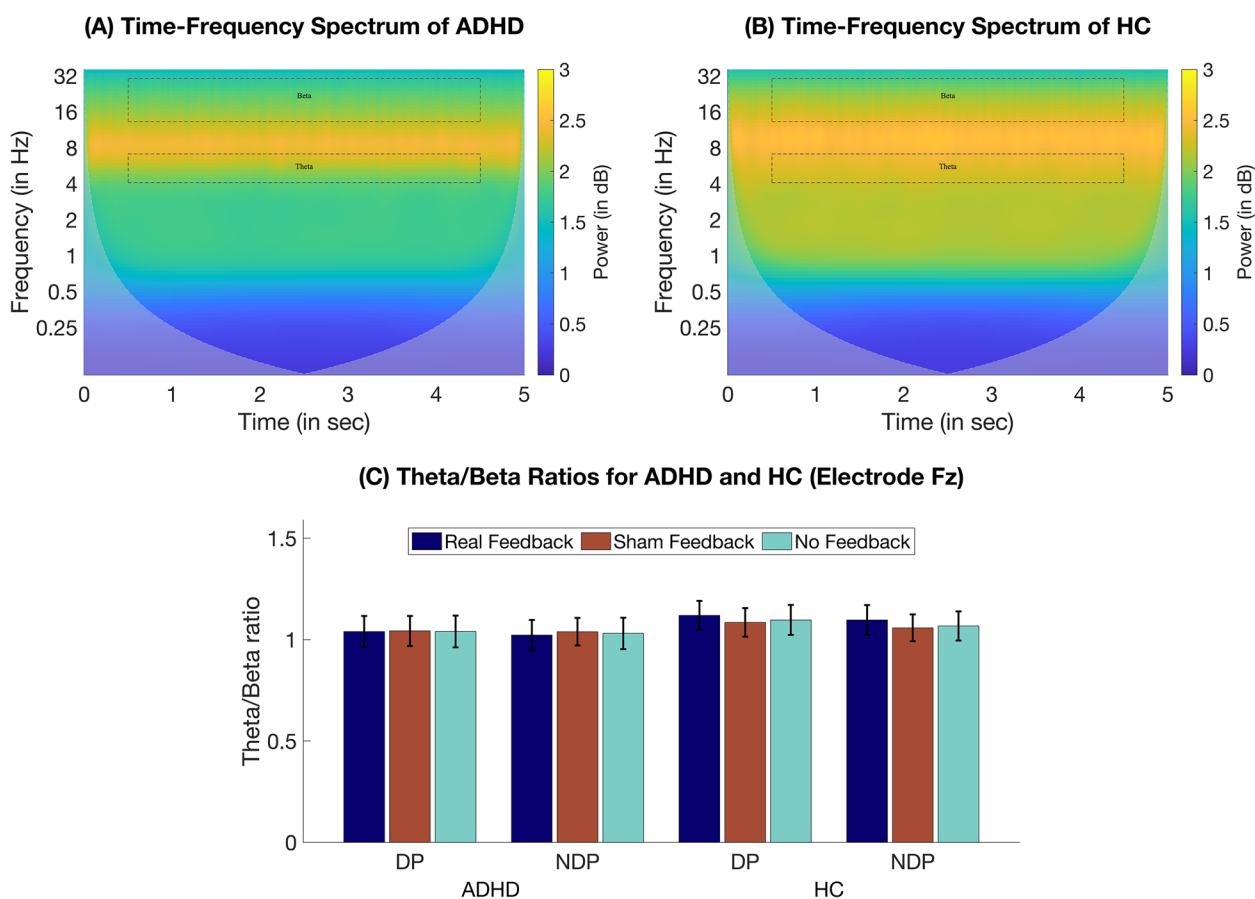 (A) Time-Frequency Spectrum of ADHD
Frequency (in Hz)
32
16
8
4
2
1
0.5
0.25
Beta
Theta
0 1 2 3 4 5
Time (in sec)
3
2.5
2
1.5
1
0.5
0
Power (in dB)
(B) Time-Frequency Spectrum of HC
Frequency (in Hz)
32
16
8
4
2
1
0.5
0.25
Beta
Theta
0 1 2 3 4 5
Time (in sec)
3
2.5
2
1.5
1
0.5
0
Power (in dB)
(C) Theta/Beta Ratios for ADHD and HC (Electrode Fz)
Theta/Beta ratio
1.5
1
0.5
0
Real Feedback Sham Feedback No Feedback
DP NDP DP NDP
ADHD HC